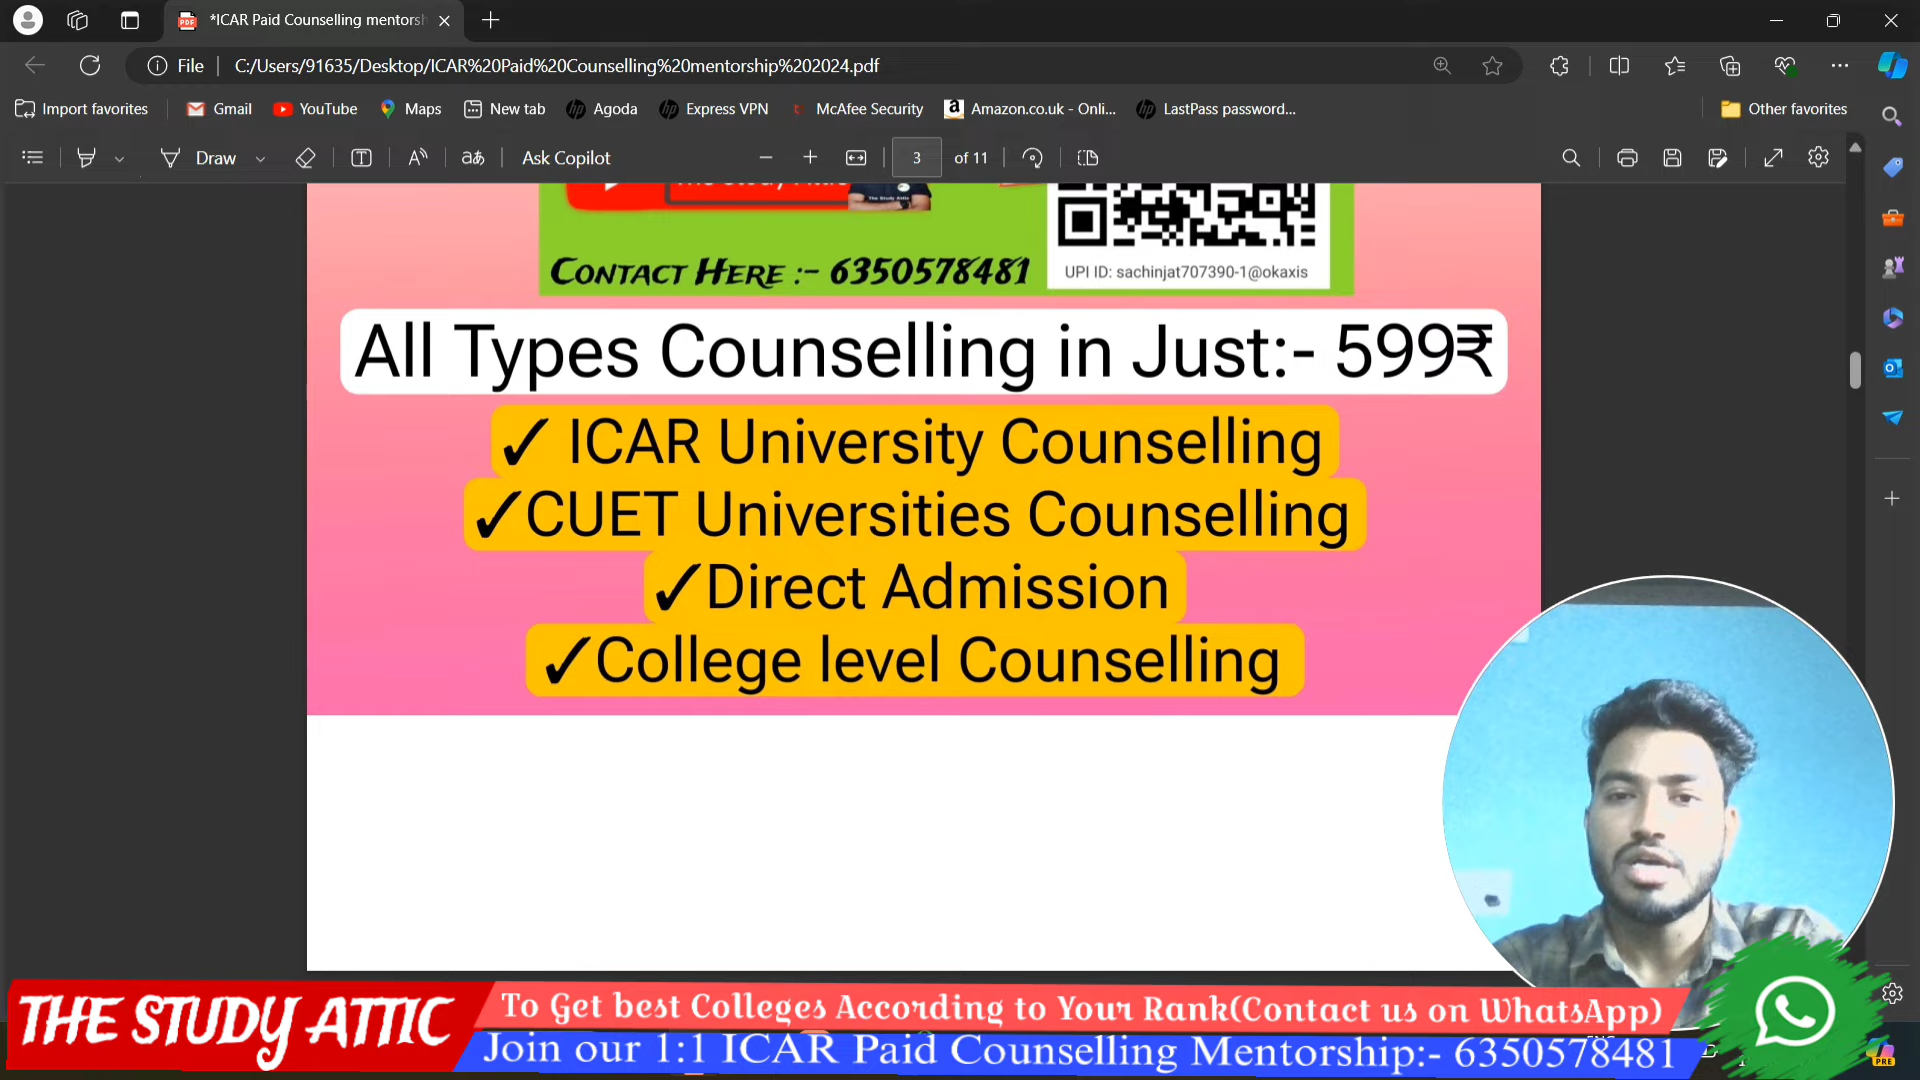 *ICAR Paid Counselling mentorsh
File
C:/Users/91635/Desktop/ICAR%20Paid%20Counselling%20mentorship%202024.pdf
Import favorites
Gmail
YouTube
Maps
New tab
Agoda
Express VPN
McAfee Security
Amazon.co.uk - Onli...
LastPass password...
Other favorites
Draw
Ask Copilot
3 of 11
The Study Attic
CONTACT HERE :- 6350578481
UPI ID: sachinjat707390-1@okaxis
All Types Counselling in Just:- 599₹
✓ ICAR University Counselling
✓CUET Universities Counselling
✓Direct Admission
✓College level Counselling
THE STUDY ATTIC
To Get best Colleges According to Your Rank(Contact us on WhatsApp)
Join our 1:1 ICAR Paid Counselling Mentorship:- 6350578481
PRE